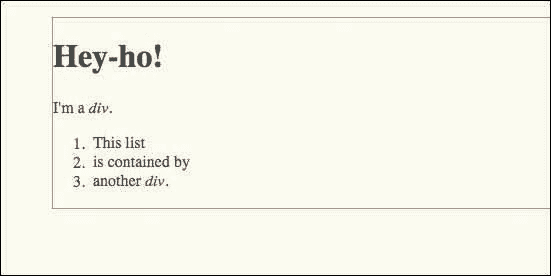 Hey-ho!
I'm a div.
1. This list
2. is contained by
3. another div.